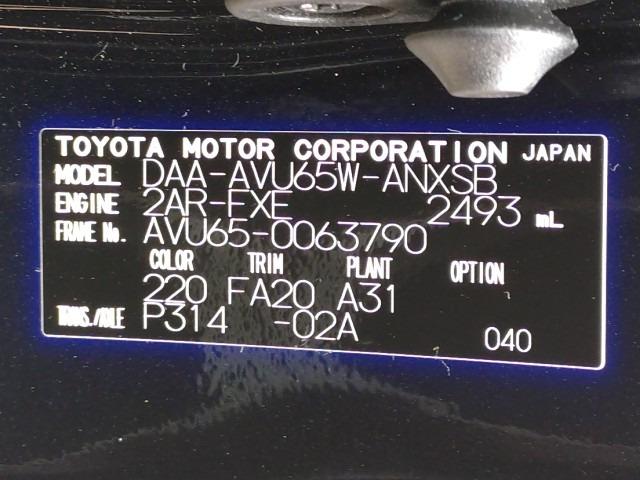 TOYOTA MOTOR CORPORATION JAPAN
MODEL DAA-AVU65W-ANXSB
ENGINE 2AR-FXE 2493 mL
FRAME No. AVU65-0063790
COLOR TRIM PLANT OPTION
220 FA20 A31
TRANS./AXLE P314 -02A 040